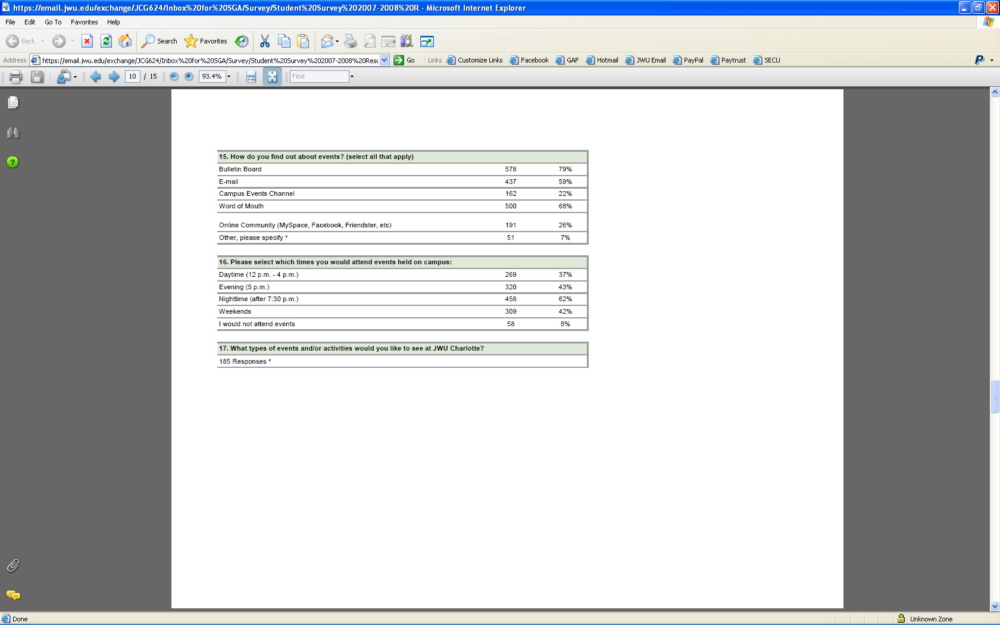 https://email.jwu.edu/exchange/JCG624/Inbox%20for%20SGA/Survey/Student%20Survey%202007-2008%20R - Microsoft Internet Explorer
File Edit Go To Favorites Help
Back Search Favorites
Address https://email.jwu.edu/exchange/JCG624/Inbox%20for%20SGA/Survey/Student%20Survey%202007-2008%20Resu Go Links Customize Links Facebook GAF Hotmail JWU Email PayPal Paytrust SECU
10 / 15 93.4% Find
15. How do you find out about events? (select all that apply)
Bulletin Board 578 79%
E-mail 437 59%
Campus Events Channel 162 22%
Word of Mouth 500 68%
Online Community (MySpace, Facebook, Friendster, etc) 191 26%
Other, please specify * 51 7%
16. Please select which times you would attend events held on campus:
Daytime (12 p.m. - 4 p.m.) 269 37%
Evening (5 p.m.) 320 43%
Nighttime (after 7:30 p.m.) 458 62%
Weekends 309 42%
I would not attend events 58 8%
17. What types of events and/or activities would you like to see at JWU Charlotte?
185 Responses *
Done Unknown Zone